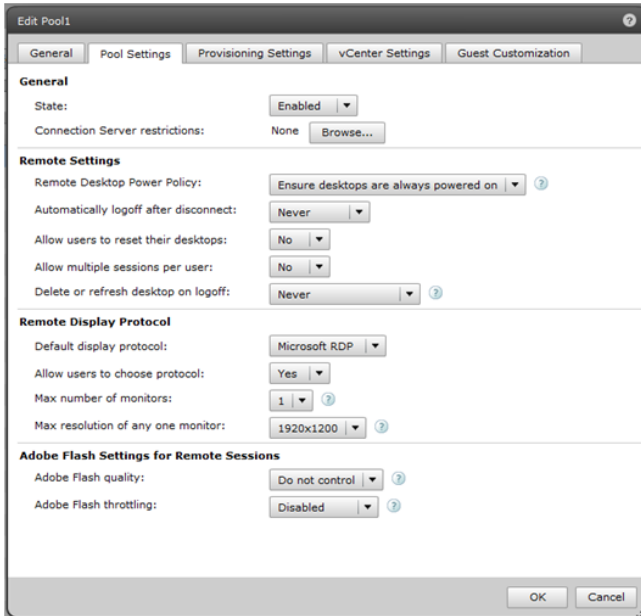 Edit Pool1 ?
General Pool Settings Provisioning Settings vCenter Settings Guest Customization
General
State: Enabled
Connection Server restrictions: None Browse...
Remote Settings
Remote Desktop Power Policy: Ensure desktops are always powered on ?
Automatically logoff after disconnect: Never
Allow users to reset their desktops: No
Allow multiple sessions per user: No
Delete or refresh desktop on logoff: Never ?
Remote Display Protocol
Default display protocol: Microsoft RDP
Allow users to choose protocol: Yes
Max number of monitors: 1 ?
Max resolution of any one monitor: 1920x1200 ?
Adobe Flash Settings for Remote Sessions
Adobe Flash quality: Do not control ?
Adobe Flash throttling: Disabled ?
OK Cancel